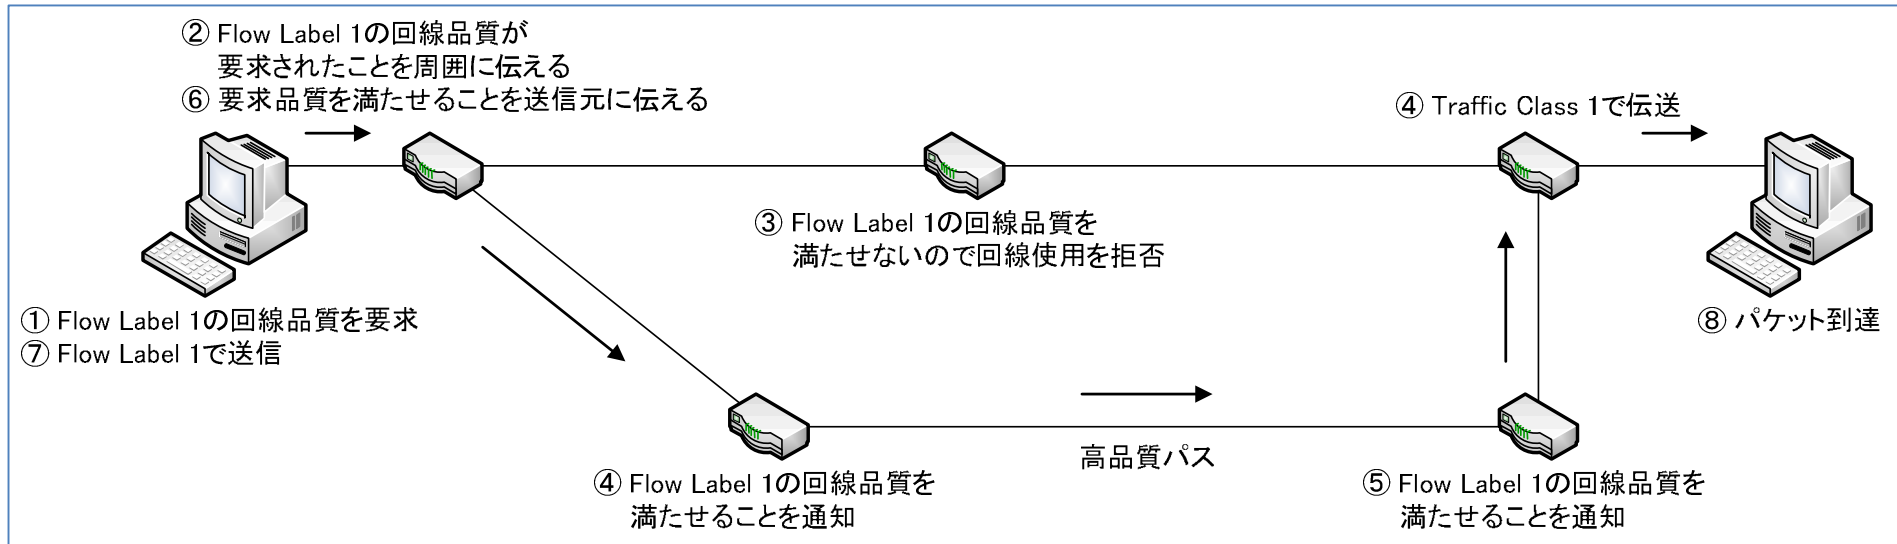 ② Flow Label 1の回線品質が
要求されたことを周囲に伝える
⑥ 要求品質を満たせることを送信元に伝える
④ Traffic Class 1で伝送
③ Flow Label 1の回線品質を
満たせないので回線使用を拒否
① Flow Label 1の回線品質を要求
⑦ Flow Label 1で送信
⑧ パケット到達
高品質パス
④ Flow Label 1の回線品質を
満たせることを通知
⑤ Flow Label 1の回線品質を
満たせることを通知